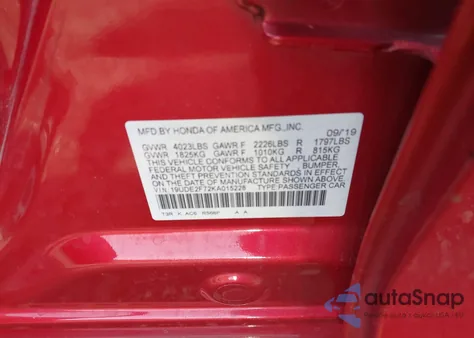 MFD.BY HONDA OF AMERICA MFG.,INC. 09/19
GVWR 4023LBS GAWR F 2226LBS R 1797LBS
GVWR 1825KG GAWR F 1010KG R 815KG
THIS VEHICLE CONFORMS TO ALL APPLICABLE
FEDERAL MOTOR VEHICLE SAFETY BUMPER,
AND THEFT PREVENTION STANDARDS IN EFFECT
ON THE DATE OF MANUFACTURE SHOWN ABOVE.
V.I.N. 19UDE2F72KA015228 TYPE PASSENGER CAR
A A
autoSnap